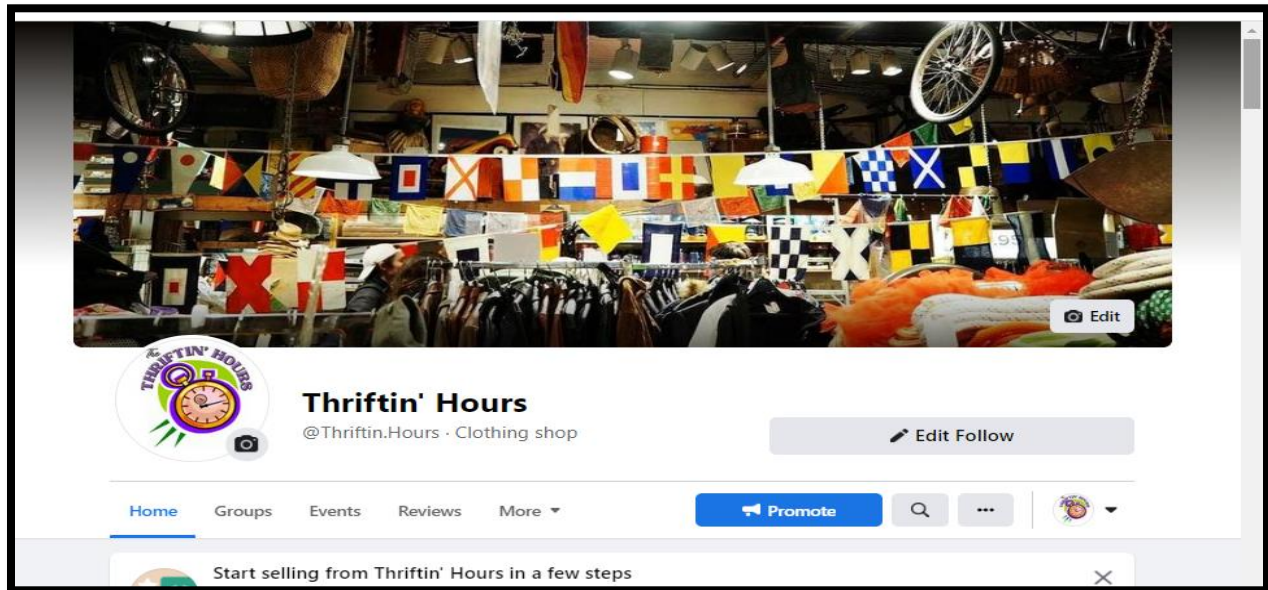 .95
Edit
THRIFTIN' HOURS
Thriftin' Hours
@Thriftin.Hours · Clothing shop
Edit Follow
Home Groups Events Reviews More
Promote
Start selling from Thriftin' Hours in a few steps